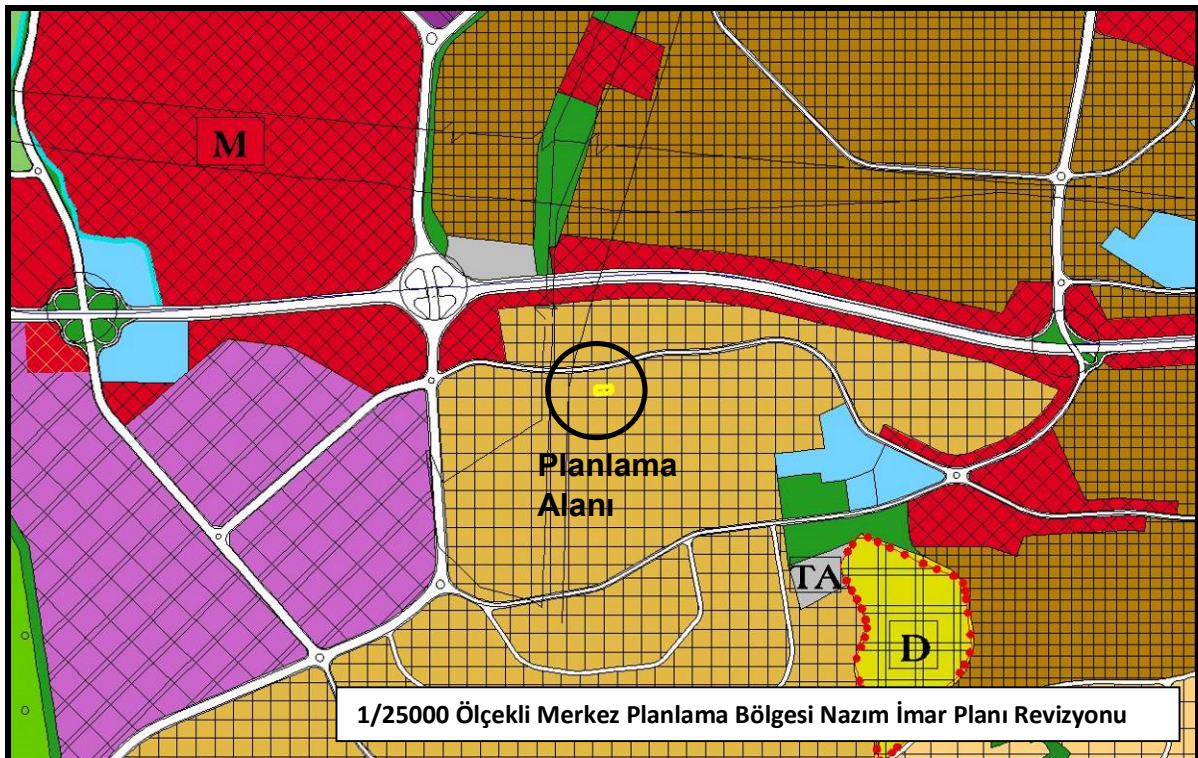 M
Planlama
Alanı
TA
D
1/25000 Ölçekli Merkez Planlama Bölgesi Nazım İmar Planı Revizyonu